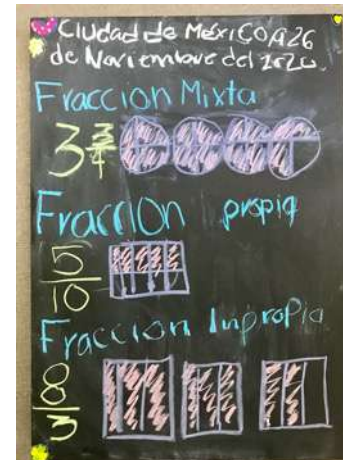 Ciudad de México A 26
de Noviembre del 2020.
Fraccion Mixta
3 3/4
Fraccion propia
5/10
Fraccion Impropia
8/3